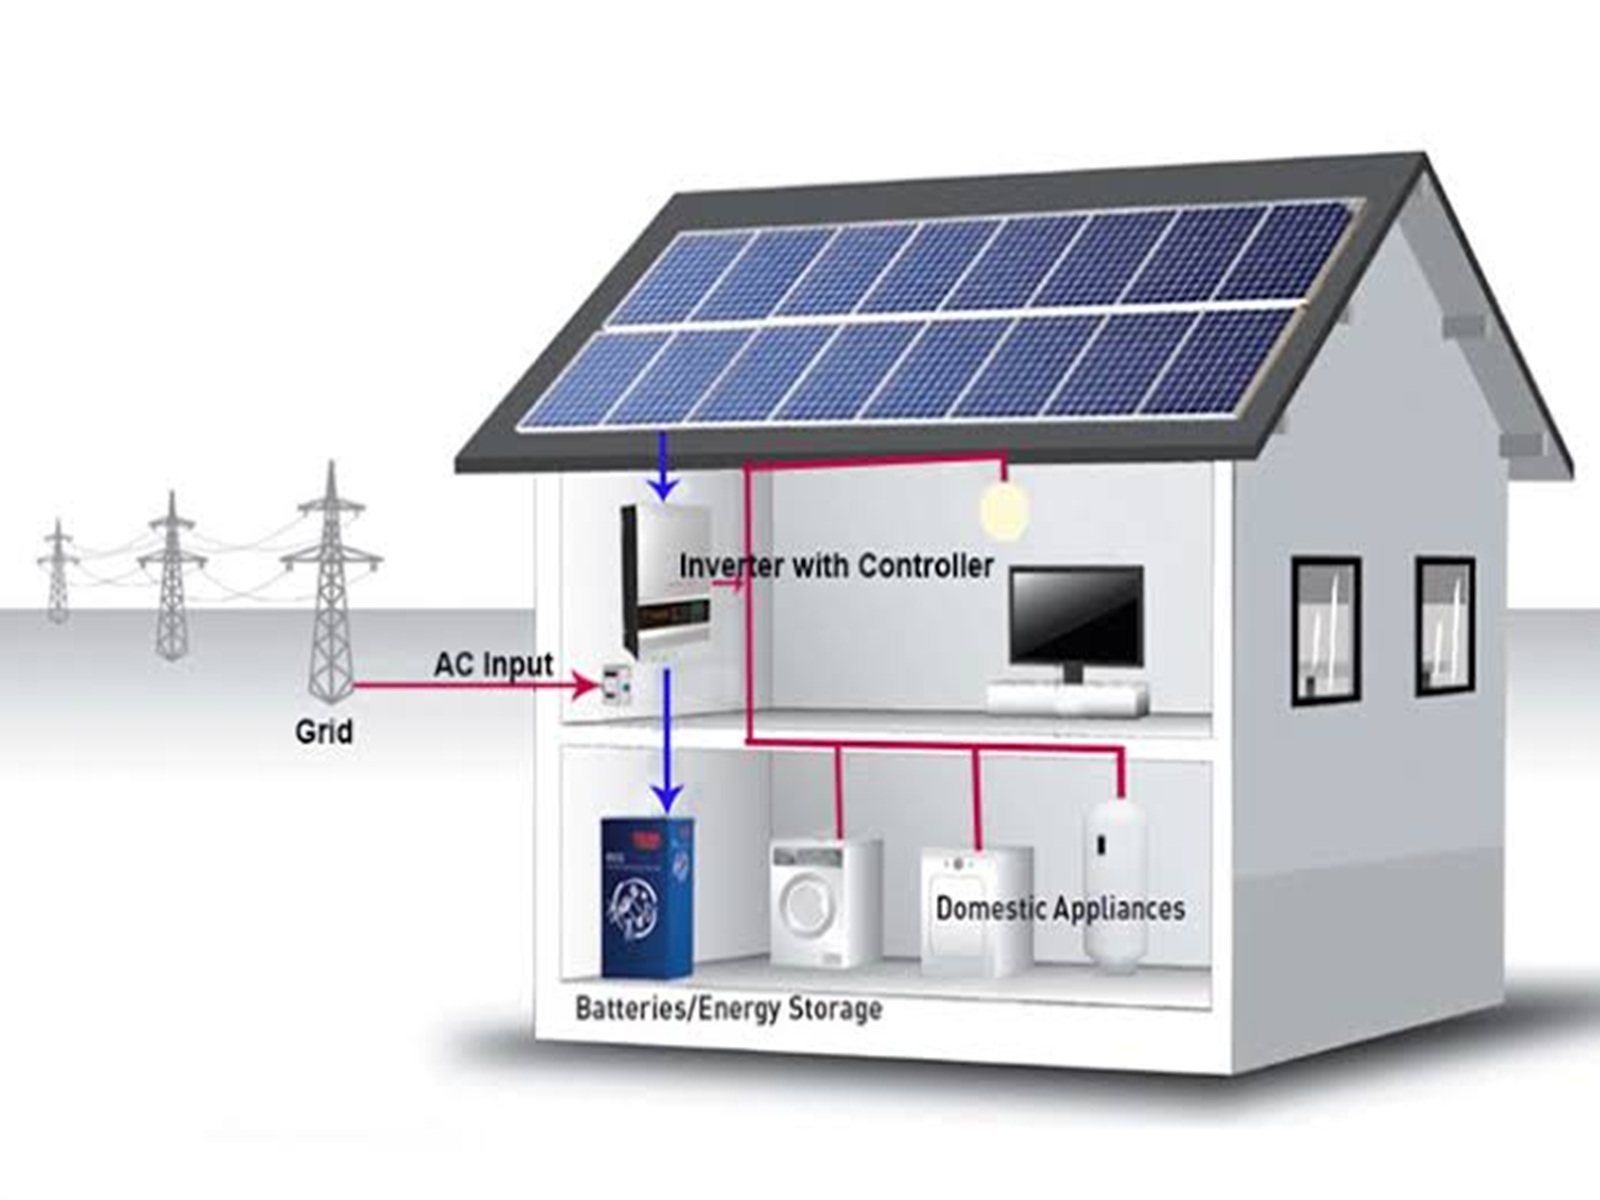 Inverter with Controller
AC Input
Grid
Domestic Appliances
Batteries/Energy Storage